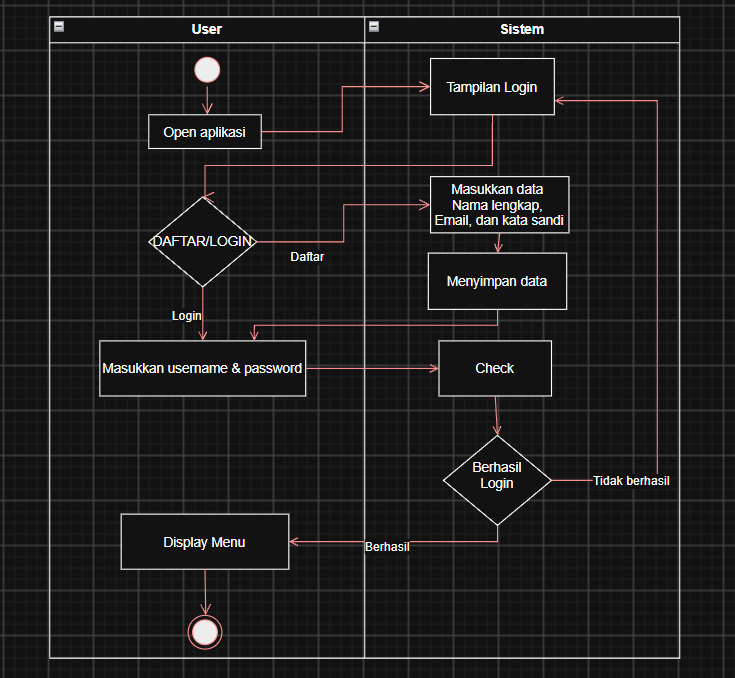 User
Sistem
Tampilan Login
Open aplikasi
Masukkan data
Nama lengkap,
Email, dan kata sandi
DAFTAR/LOGIN
Daftar
Menyimpan data
Login
Masukkan username & password
Check
Berhasil
Login
Tidak berhasil
Display Menu
Berhasil